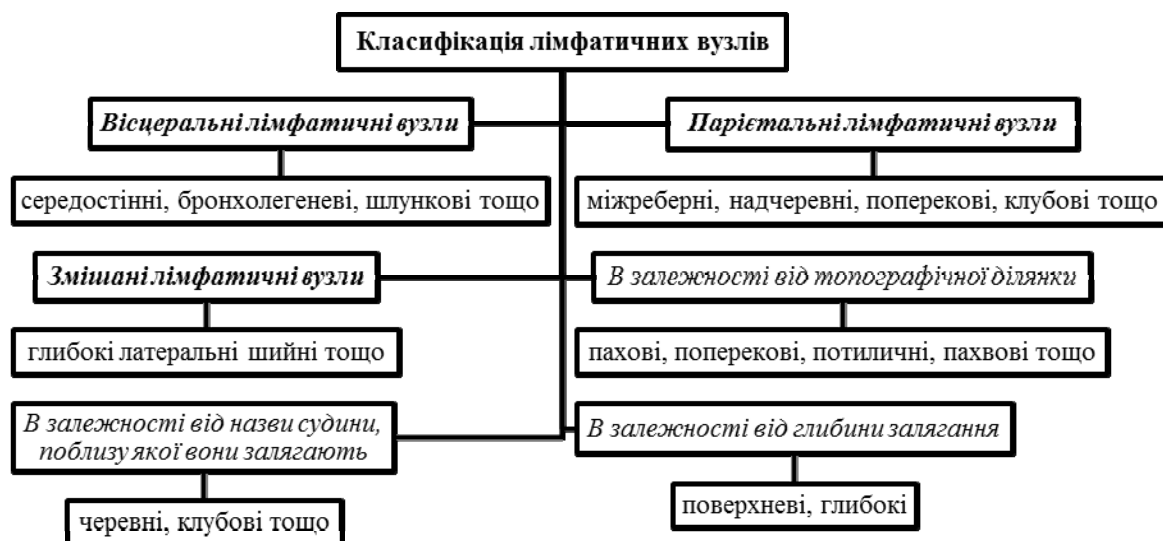 Класифікація лімфатичних вузлів
Вісцеральні лімфатичні вузли
Парієтальні лімфатичні вузли
середостінні, бронхолегеневі, шлункові тощо
міжреберні, надчеревні, поперекові, клубові тощо
Змішані лімфатичні вузли
В залежності від топографічної ділянки
глибокі латеральні шийні тощо
пахові, поперекові, потиличні, пахвові тощо
В залежності від назви судини,
поблизу якої вони залягають
В залежності від глибини залягання
черевні, клубові тощо
поверхневі, глибокі